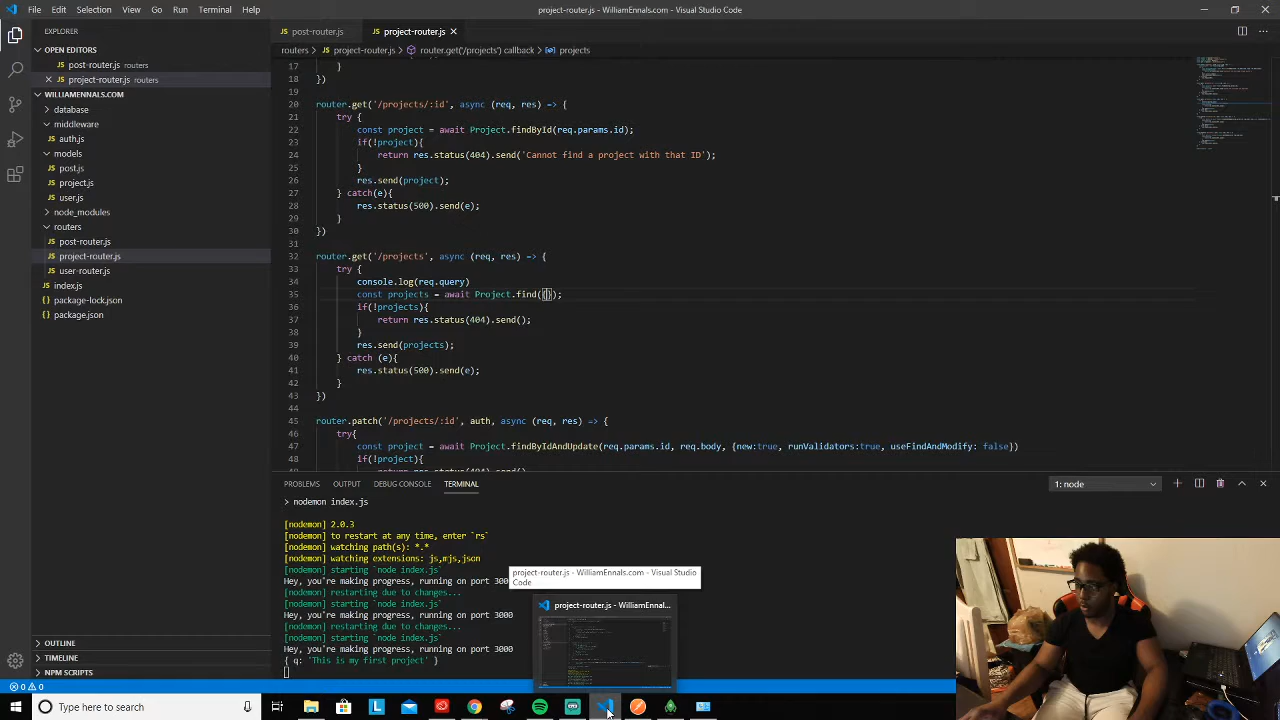 File Edit Selection View Go Run Terminal Help
project-router.js - WilliamEnnals.com - Visual Studio Code
EXPLORER
OPEN EDITORS
post-router.js routers
project-router.js routers
WILLIAMENNALS.COM
database
middleware
auth.js
models
post.js
project.js
user.js
node_modules
routers
post-router.js
project-router.js
user-router.js
index.js
package-lock.json
package.json
OUTLINE
TIMELINE
NPM SCRIPTS
post-router.js
project-router.js
routers > project-router.js > router.get('/projects') callback > projects
17 }
18 })
19
20 router.get('/projects/:id', async (req, res) => {
21 try {
22 const project = await Project.findById(req.params.id);
23 if(!project){
24 return res.status(404).send('Cannot find a project with that ID');
25 }
26 res.send(project);
27 } catch(e){
28 res.status(500).send(e);
29 }
30 })
31
32 router.get('/projects', async (req, res) => {
33 try {
34 console.log(req.query)
35 const projects = await Project.find({});
36 if(!projects){
37 return res.status(404).send();
38 }
39 res.send(projects);
40 } catch (e){
41 res.status(500).send(e);
42 }
43 })
44
45 router.patch('/projects/:id', auth, async (req, res) => {
46 try{
47 const project = await Project.findByIdAndUpdate(req.params.id, req.body, {new:true, runValidators:true, useFindAndModify: false})
48 if(!project){
PROBLEMS OUTPUT DEBUG CONSOLE TERMINAL
1: node
> nodemon index.js
[nodemon] 2.0.3
[nodemon] to restart at any time, enter `rs`
[nodemon] watching path(s): *.*
[nodemon] watching extensions: js,mjs,json
[nodemon] starting `node index.js`
Hey, you're making progress, running on port 300
[nodemon] restarting due to changes...
[nodemon] starting `node index.js`
Hey, you're making progress, running on port 3000
[nodemon] restarting due to changes...
[nodemon] starting `node index.js`
Hey, you're making progress, running on port 3000
{ q: 'This is my first project' }
project-router.js - WilliamEnnals.com - Visual Studio
Code
project-router.js - WilliamEnnal...
0 0
Type here to search